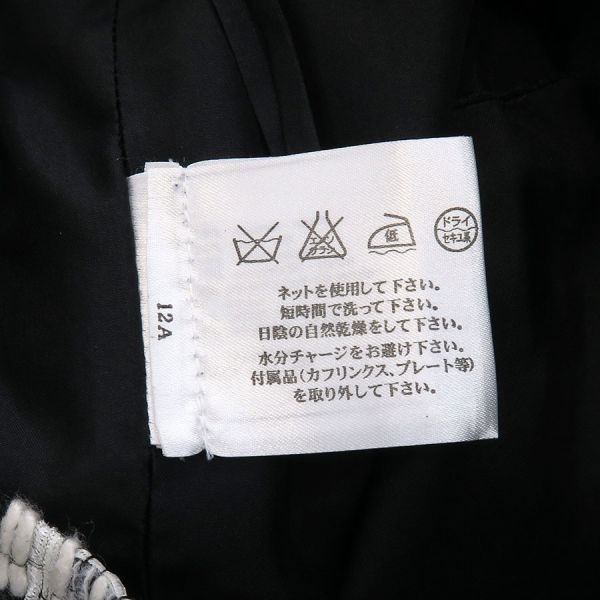 エンソ
サラシ
低
ドライ
セキユ系
ネットを使用して下さい。
短時間で洗って下さい。
日陰の自然乾燥をして下さい。
水分チャージをお避け下さい。
付属品(カフリンクス、プレート等)
を取り外して下さい。
12A